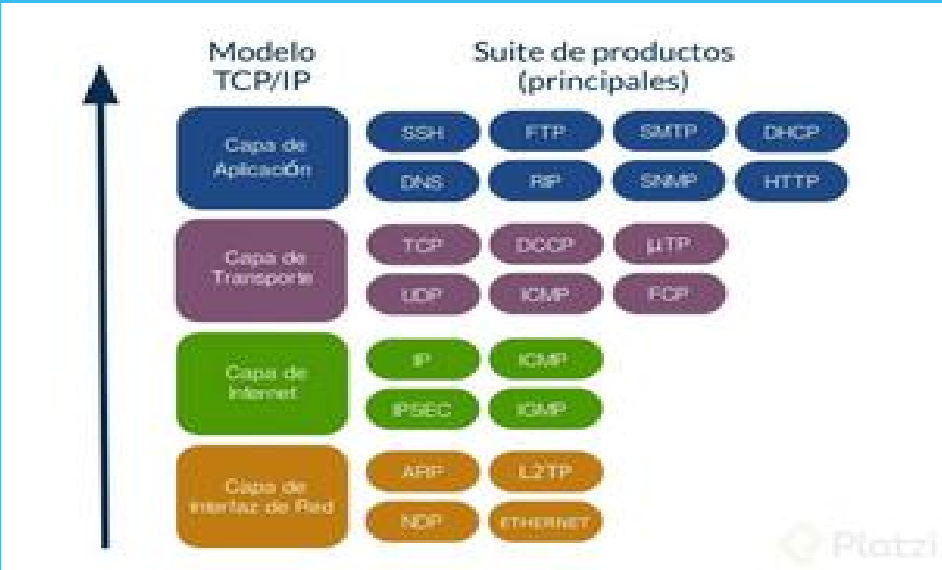 Modelo
TCP/IP
Suite de productos
(principales)
Capa de
Aplicación
SSH FTP SMTP DHCP
DNS RIP SNMP HTTP
Capa de
Transporte
TCP DCCP µTP
UDP ICMP FCP
Capa de
Internet
IP ICMP
IPSEC IGMP
Capa de
Interfaz de Red
ARP L2TP
NDP ETHERNET
Platzi